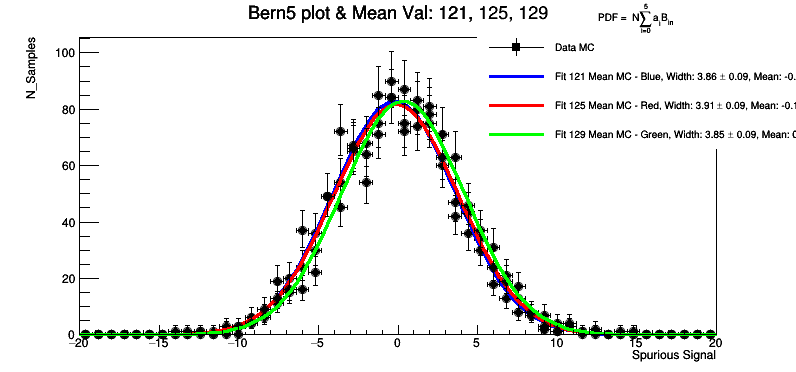 Bern5 plot & Mean Val: 121, 125, 129
PDF = N∑ a_i B_in
5
i=0
N_Samples
Data MC
Fit 121 Mean MC - Blue, Width: 3.86 ± 0.09, Mean: -0.
Fit 125 Mean MC - Red, Width: 3.91 ± 0.09, Mean: -0.1
Fit 129 Mean MC - Green, Width: 3.85 ± 0.09, Mean: 0
100
80
60
40
20
0
−20 −15 −10 −5 0 5 10 15 20
Spurious Signal